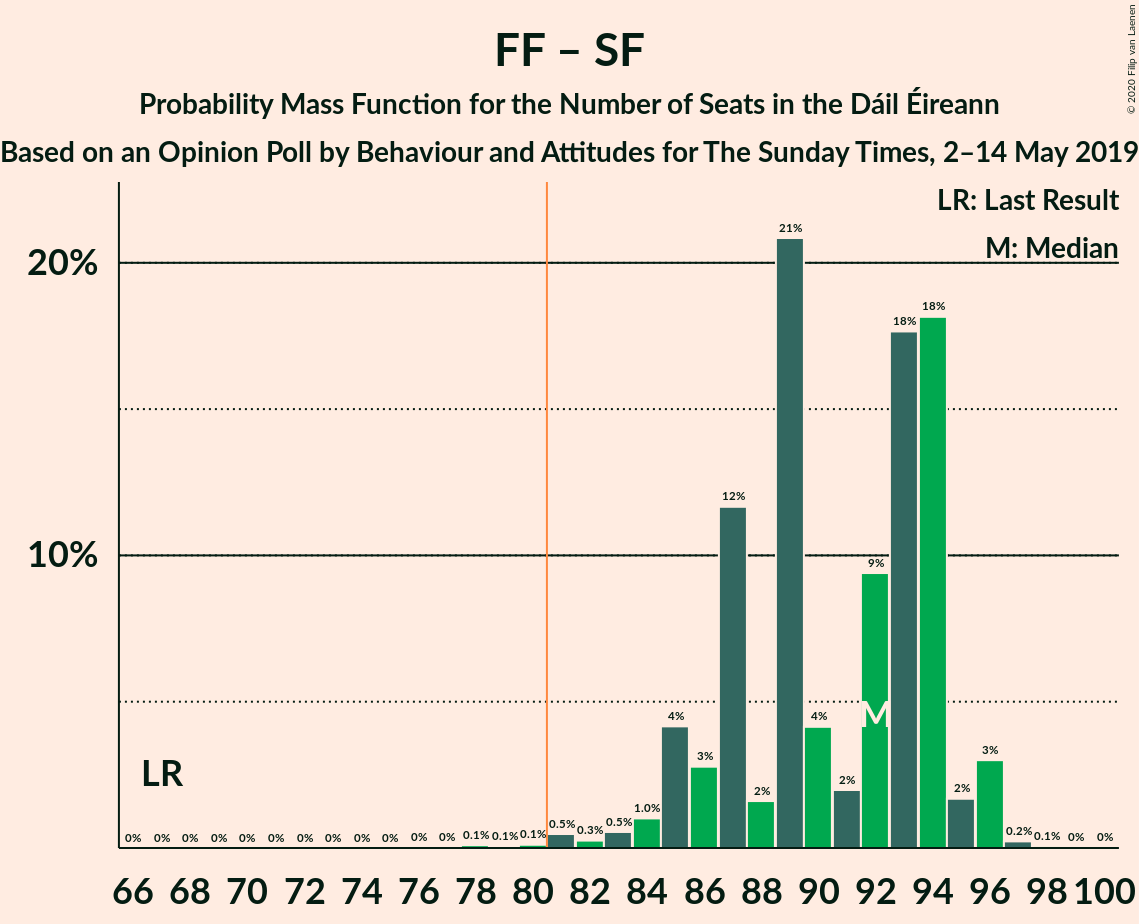 FF – SF
Probability Mass Function for the Number of Seats in the Dáil Éireann
Based on an Opinion Poll by Behaviour and Attitudes for The Sunday Times, 2–14 May 2019
© 2020 Filip van Laenen
LR: Last Result
M: Median
20%
10%
LR
M
0% 0% 0% 0% 0% 0% 0% 0% 0% 0% 0% 0% 0.1% 0.1% 0.1% 0.5% 0.3% 0.5% 1.0% 4% 3% 12% 2% 21% 4% 2% 9% 18% 18% 2% 3% 0.2% 0.1% 0% 0%
66 68 70 72 74 76 78 80 82 84 86 88 90 92 94 96 98 100